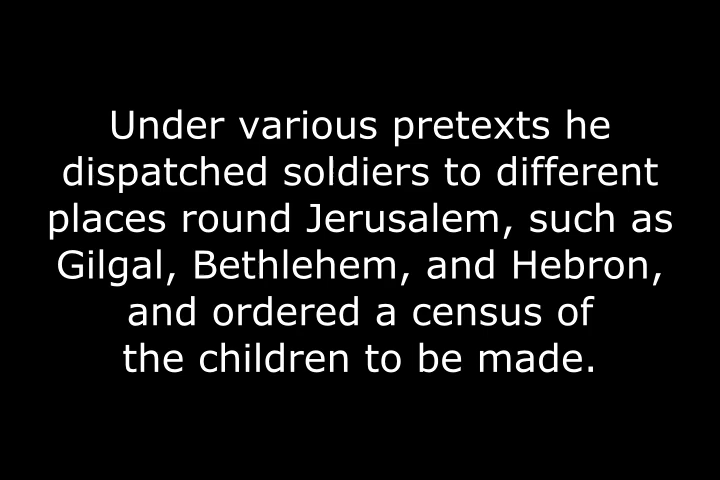 Under various pretexts he
dispatched soldiers to different
places round Jerusalem, such as
Gilgal, Bethlehem, and Hebron,
and ordered a census of
the children to be made.